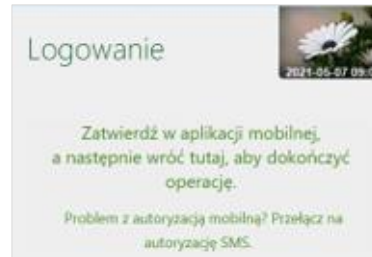 Logowanie
2021-05-07 09:0
Zatwierdź w aplikacji mobilnej,
a następnie wróć tutaj, aby dokończyć
operację.
Problem z autoryzacją mobilną? Przełącz na
autoryzację SMS.